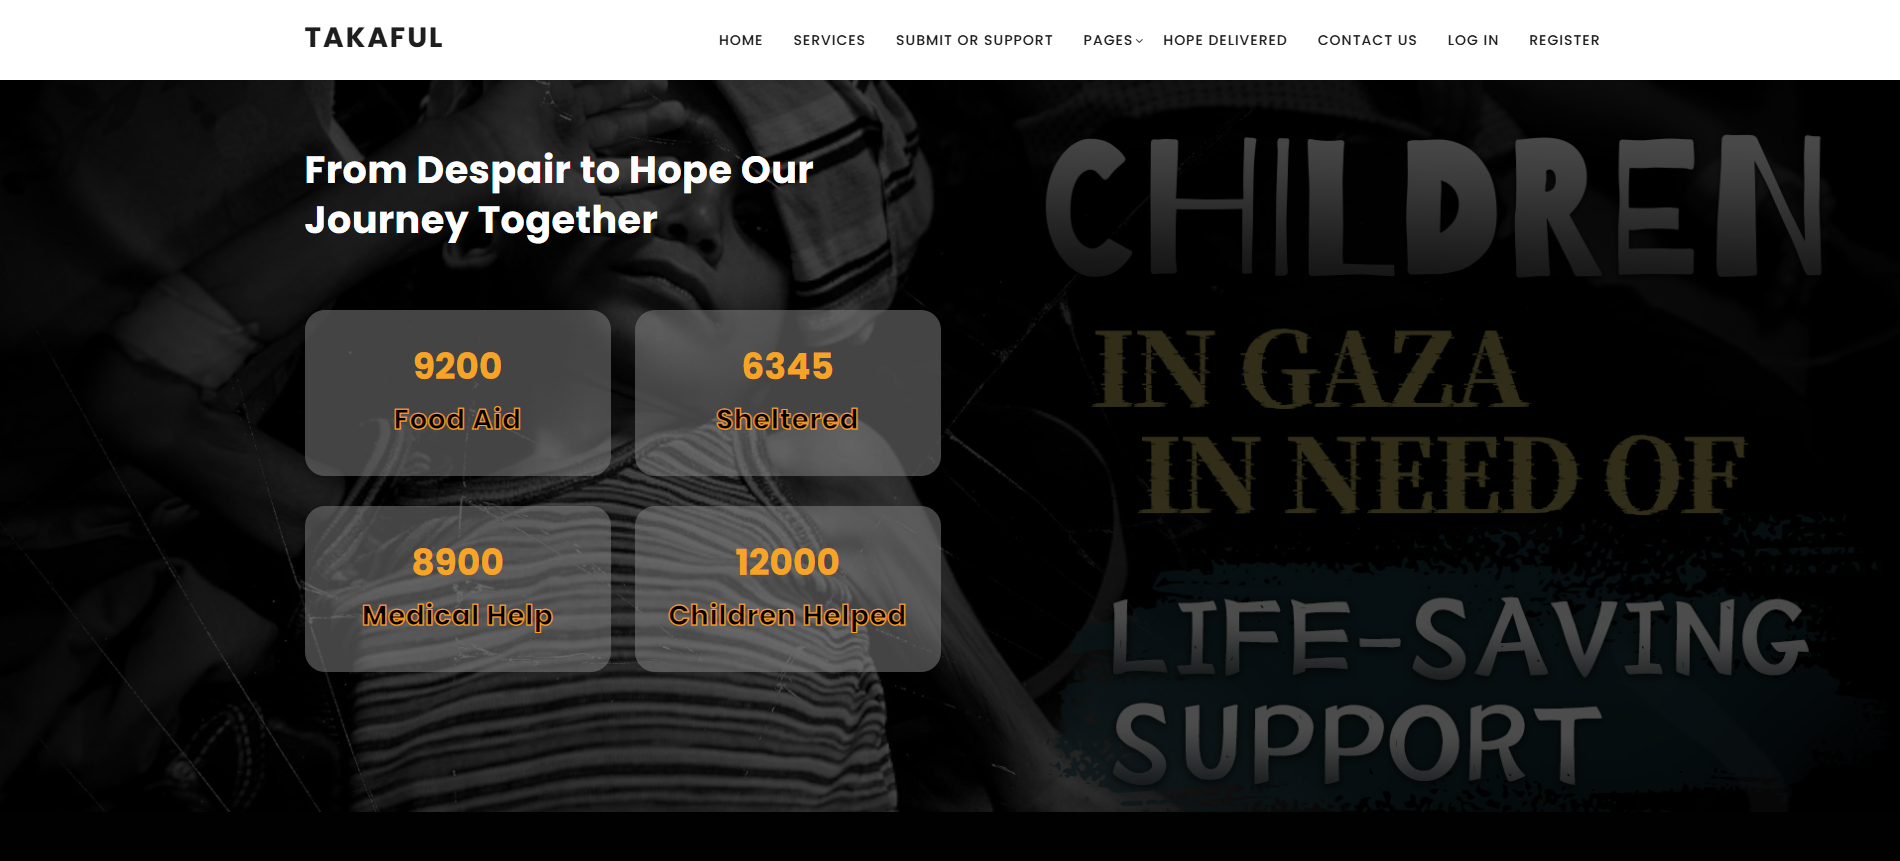 TAKAFUL
HOME SERVICES SUBMIT OR SUPPORT PAGES HOPE DELIVERED CONTACT US LOG IN REGISTER
From Despair to Hope Our
Journey Together
9200
Food Aid
6345
Sheltered
8900
Medical Help
12000
Children Helped
CHILDREN
IN GAZA
IN NEED OF
LIFE-SAVING
SUPPORT